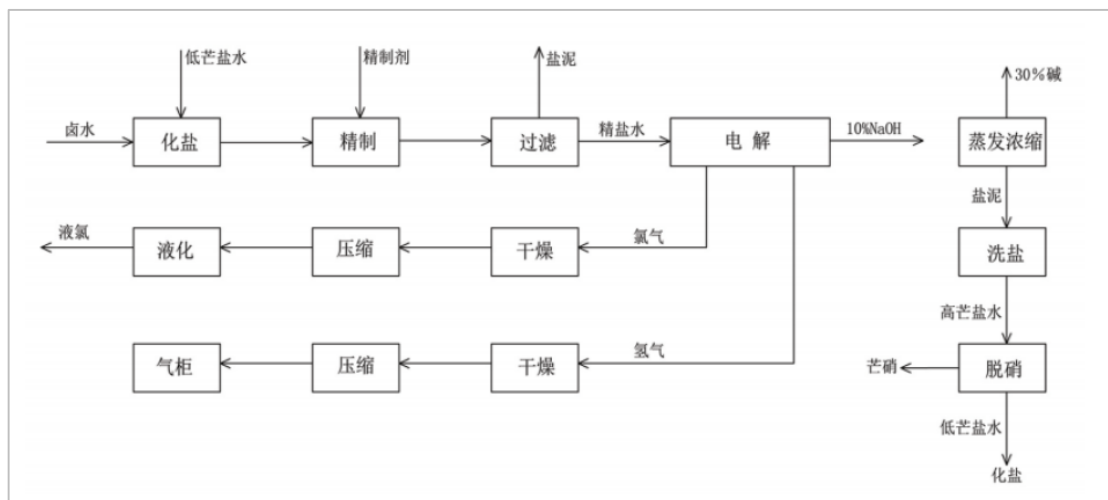 低芒盐水
精制剂
盐泥
30%碱
卤水
化盐
精制
过滤
精盐水
电解
10%NaOH
蒸发浓缩
盐泥
液氯
液化
压缩
干燥
氯气
洗盐
高芒盐水
气柜
压缩
干燥
氢气
芒硝
脱硝
低芒盐水
化盐